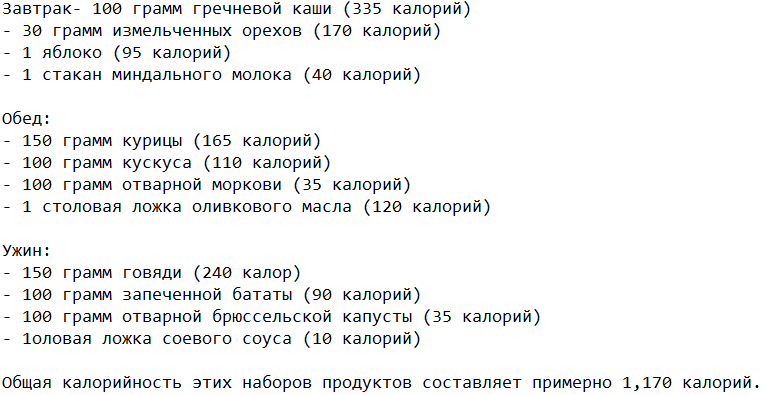 Завтрак- 100 грамм гречневой каши (335 калорий)
- 30 грамм измельченных орехов (170 калорий)
- 1 яблоко (95 калорий)
- 1 стакан миндального молока (40 калорий)
Обед:
- 150 грамм курицы (165 калорий)
- 100 грамм кускуса (110 калорий)
- 100 грамм отварной моркови (35 калорий)
- 1 столовая ложка оливкового масла (120 калорий)
Ужин:
- 150 грамм говяди (240 калор)
- 100 грамм запеченной бататы (90 калорий)
- 100 грамм отварной брюссельской капусты (35 калорий)
- 1оловая ложка соевого соуса (10 калорий)
Общая калорийность этих наборов продуктов составляет примерно 1,170 калорий.